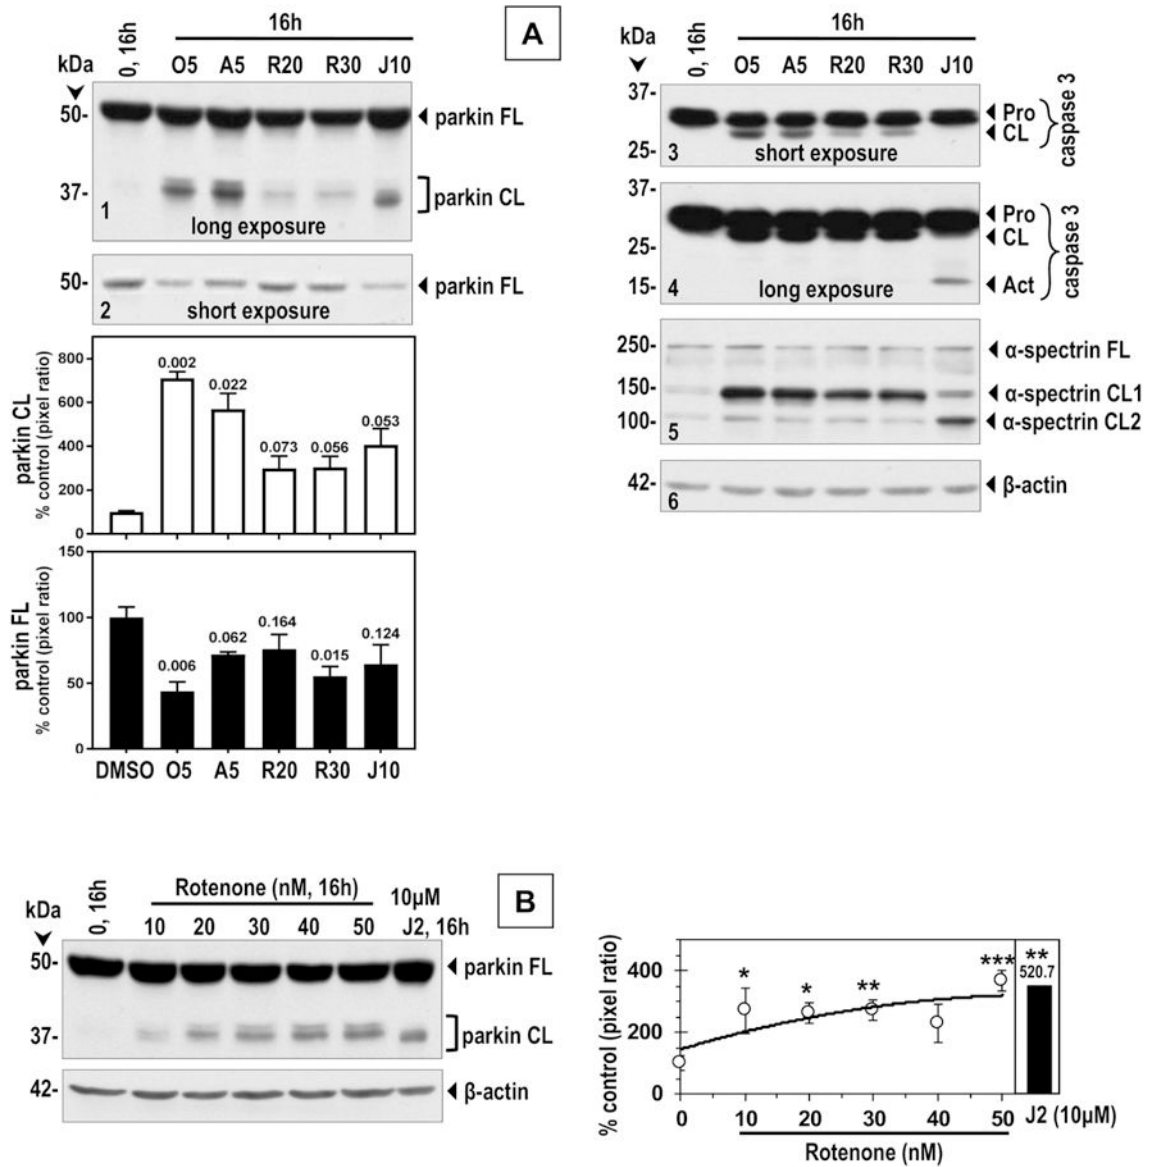 A
16h
0, 16h
kDa
O5 A5 R20 R30 J10
50-
parkin FL
37-
parkin CL
1
long exposure
50-
parkin FL
2
short exposure
parkin CL
% control (pixel ratio)
800
600
400
200
0
0.002
0.022
0.073
0.056
0.053
parkin FL
% control (pixel ratio)
150
100
50
0
0.006
0.062
0.164
0.015
0.124
DMSO O5 A5 R20 R30 J10
16h
0, 16h
kDa
O5 A5 R20 R30 J10
37-
Pro
CL
caspase 3
25-
3
short exposure
37-
Pro
CL
caspase 3
25-
15-
Act
4
long exposure
250-
α-spectrin FL
150-
α-spectrin CL1
100-
α-spectrin CL2
5
42-
β-actin
6
B
Rotenone (nM, 16h)
10µM
kDa
0, 16h
10 20 30 40 50 J2, 16h
50-
parkin FL
37-
parkin CL
42-
β-actin
% control (pixel ratio)
400
200
0
*
*
**
***
**
520.7
0 10 20 30 40 50 J2 (10µM)
Rotenone (nM)